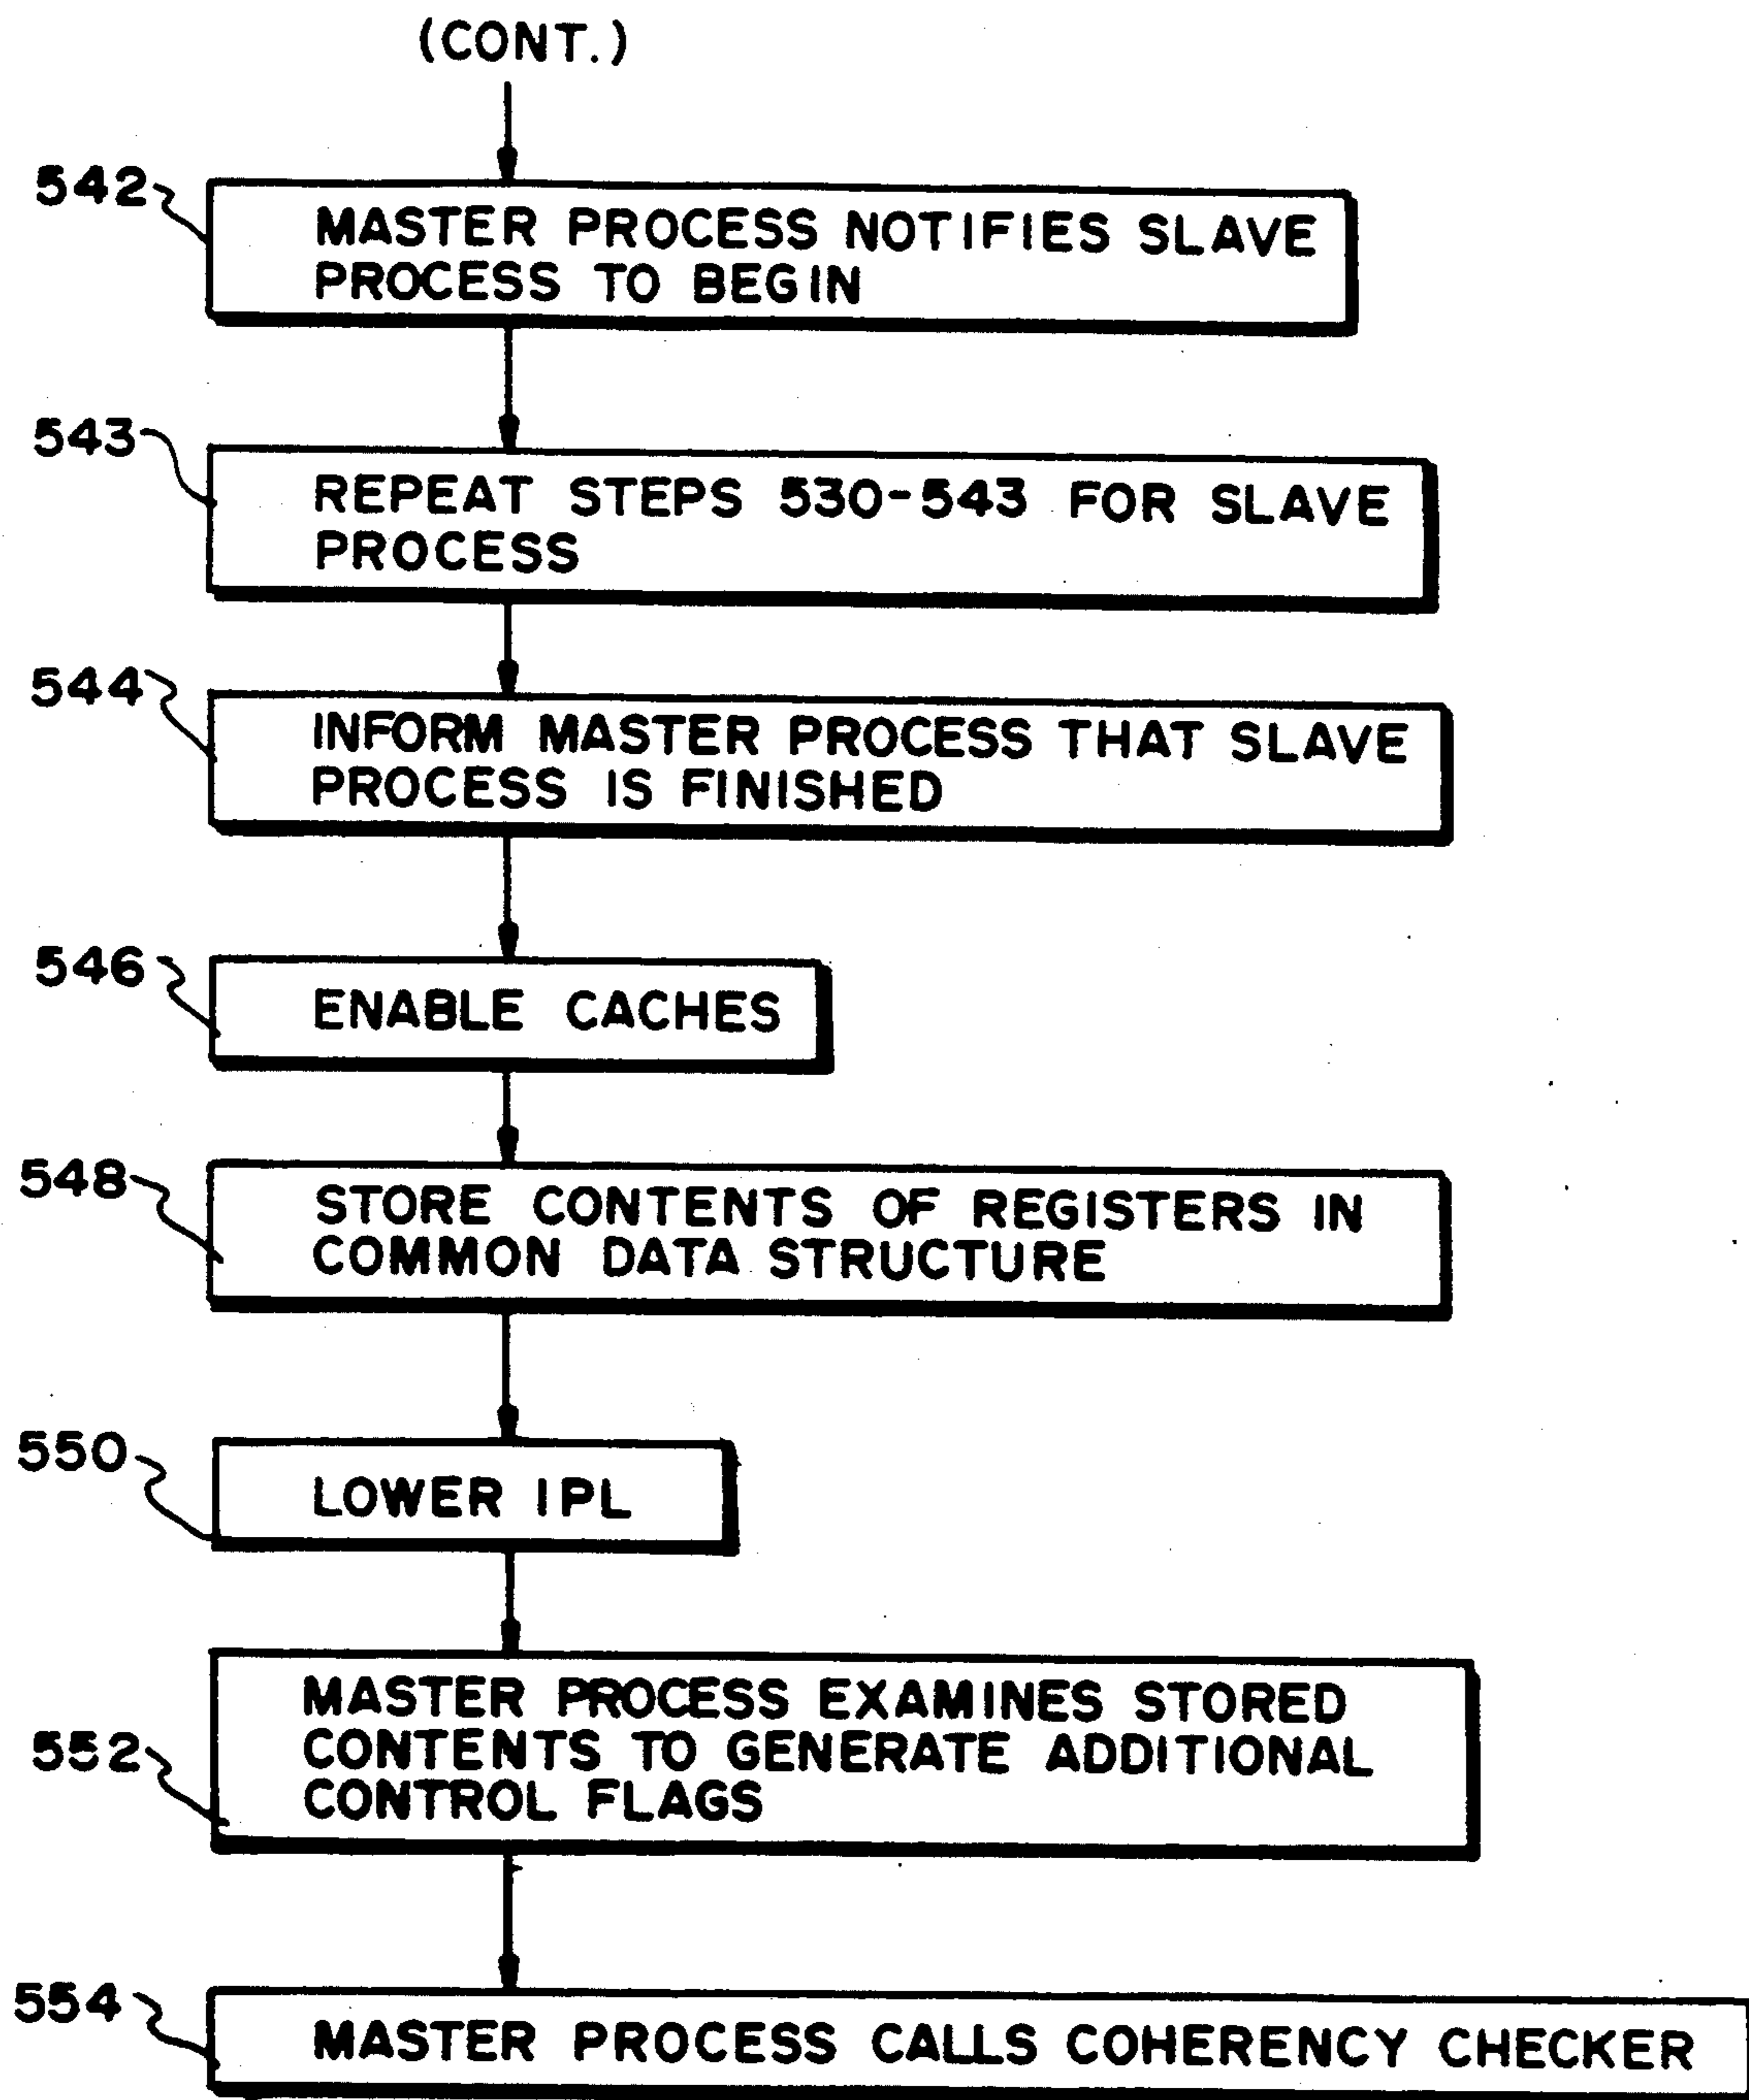 (CONT.)
542
MASTER PROCESS NOTIFIES SLAVE
PROCESS TO BEGIN
543
REPEAT STEPS 530-543 FOR SLAVE
PROCESS
544
INFORM MASTER PROCESS THAT SLAVE
PROCESS IS FINISHED
546
ENABLE CACHES
548
STORE CONTENTS OF REGISTERS IN
COMMON DATA STRUCTURE
550
LOWER IPL
552
MASTER PROCESS EXAMINES STORED
CONTENTS TO GENERATE ADDITIONAL
CONTROL FLAGS
554
MASTER PROCESS CALLS COHERENCY CHECKER